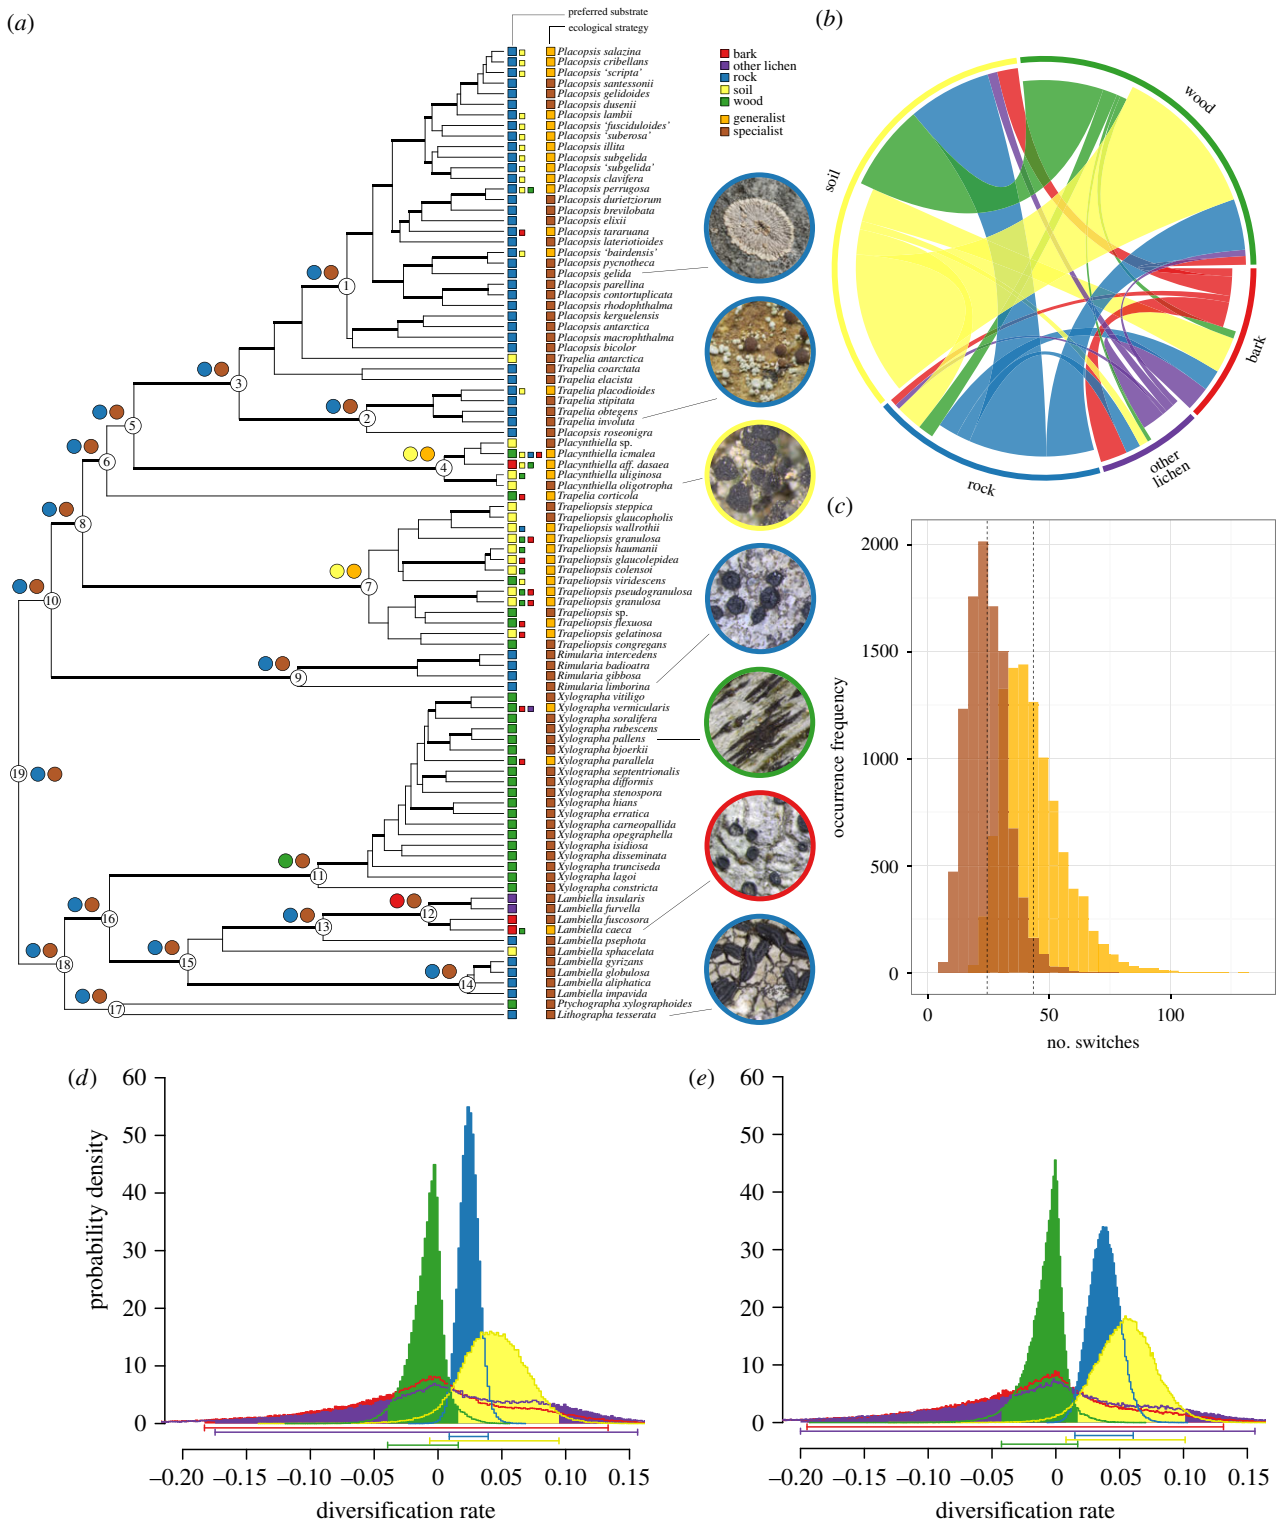 (a)
preferred substrate
ecological strategy
Placopsis salazina
Placopsis cribellans
Placopsis ‘scripta’
Placopsis santessonii
Placopsis gelidoides
Placopsis dusenii
Placopsis lambii
Placopsis ‘fusciduloides’
Placopsis ‘suberosa’
Placopsis illita
Placopsis subgelida
Placopsis ‘subgelida’
Placopsis clavifera
Placopsis perrugosa
Placopsis durietziorum
Placopsis brevilobata
Placopsis elixii
Placopsis tararuana
Placopsis lateriotioides
Placopsis ‘bairdensis’
Placopsis pycnotheca
Placopsis gelida
Placopsis parellina
Placopsis contortuplicata
Placopsis rhodophthalma
Placopsis kerguelensis
Placopsis antarctica
Placopsis macrophthalma
Placopsis bicolor
Trapelia antarctica
Trapelia coarctata
Trapelia elacista
Trapelia placodioides
Trapelia stipitata
Trapelia obtegens
Trapelia involuta
Placopsis roseonigra
Placynthiella sp.
Placynthiella icmalea
Placynthiella aff. dasaea
Placynthiella uliginosa
Placynthiella oligotropha
Trapelia corticola
Trapeliopsis steppica
Trapeliopsis glaucopholis
Trapeliopsis wallrothii
Trapeliopsis granulosa
Trapeliopsis haumanii
Trapeliopsis glaucolepidea
Trapeliopsis colensoi
Trapeliopsis viridescens
Trapeliopsis pseudogranulosa
Trapeliopsis granulosa
Trapeliopsis sp.
Trapeliopsis flexuosa
Trapeliopsis gelatinosa
Trapeliopsis congregans
Rimularia intercedens
Rimularia badioatra
Rimularia gibbosa
Rimularia limborina
Xylographa vitiligo
Xylographa vermicularis
Xylographa soralifera
Xylographa rubescens
Xylographa pallens
Xylographa bjoerkii
Xylographa parallela
Xylographa septentrionalis
Xylographa difformis
Xylographa stenospora
Xylographa hians
Xylographa erratica
Xylographa carneopallida
Xylographa opegraphella
Xylographa isidiosa
Xylographa disseminata
Xylographa trunciseda
Xylographa lagoi
Xylographa constricta
Lambiella insularis
Lambiella furvella
Lambiella fuscosora
Lambiella caeca
Lambiella psephota
Lambiella sphacelata
Lambiella gyrizans
Lambiella globulosa
Lambiella aliphatica
Lambiella impavida
Ptychographa xylographoides
Lithographa tesserata
1
3
2
5
6
4
8
7
10
9
19
11
12
16
13
15
18
14
17
bark
other lichen
rock
soil
wood
generalist
specialist
(b)
wood
soil
bark
other
lichen
rock
(c)
occurrence frequency
2000
1500
1000
500
0
0 50 100
no. switches
(d)
probability density
60
50
40
30
20
10
0
–0.20 –0.15 –0.10 –0.05 0 0.05 0.10 0.15
diversification rate
(e)
60
50
40
30
20
10
0
–0.20 –0.15 –0.10 –0.05 0 0.05 0.10 0.15
diversification rate